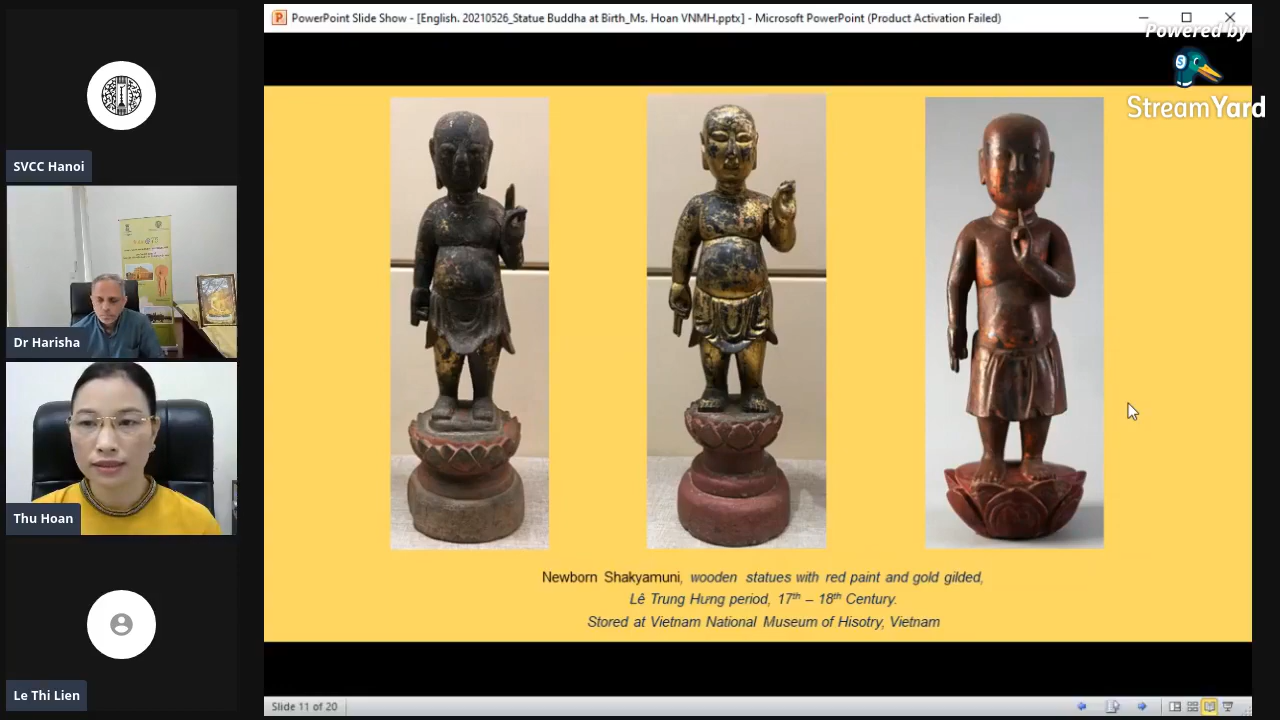 PowerPoint Slide Show - [English. 20210526_Statue Buddha at Birth_Ms. Hoan VNMH.pptx] - Microsoft PowerPoint (Product Activation Failed)
Powered by
StreamYard
SVCC Hanoi
Dr Harisha
Thu Hoan
Le Thi Lien
Newborn Shakyamuni, wooden statues with red paint and gold gilded,
Lê Trung Hưng period, 17th – 18th Century.
Stored at Vietnam National Museum of Hisotry, Vietnam
Slide 11 of 20